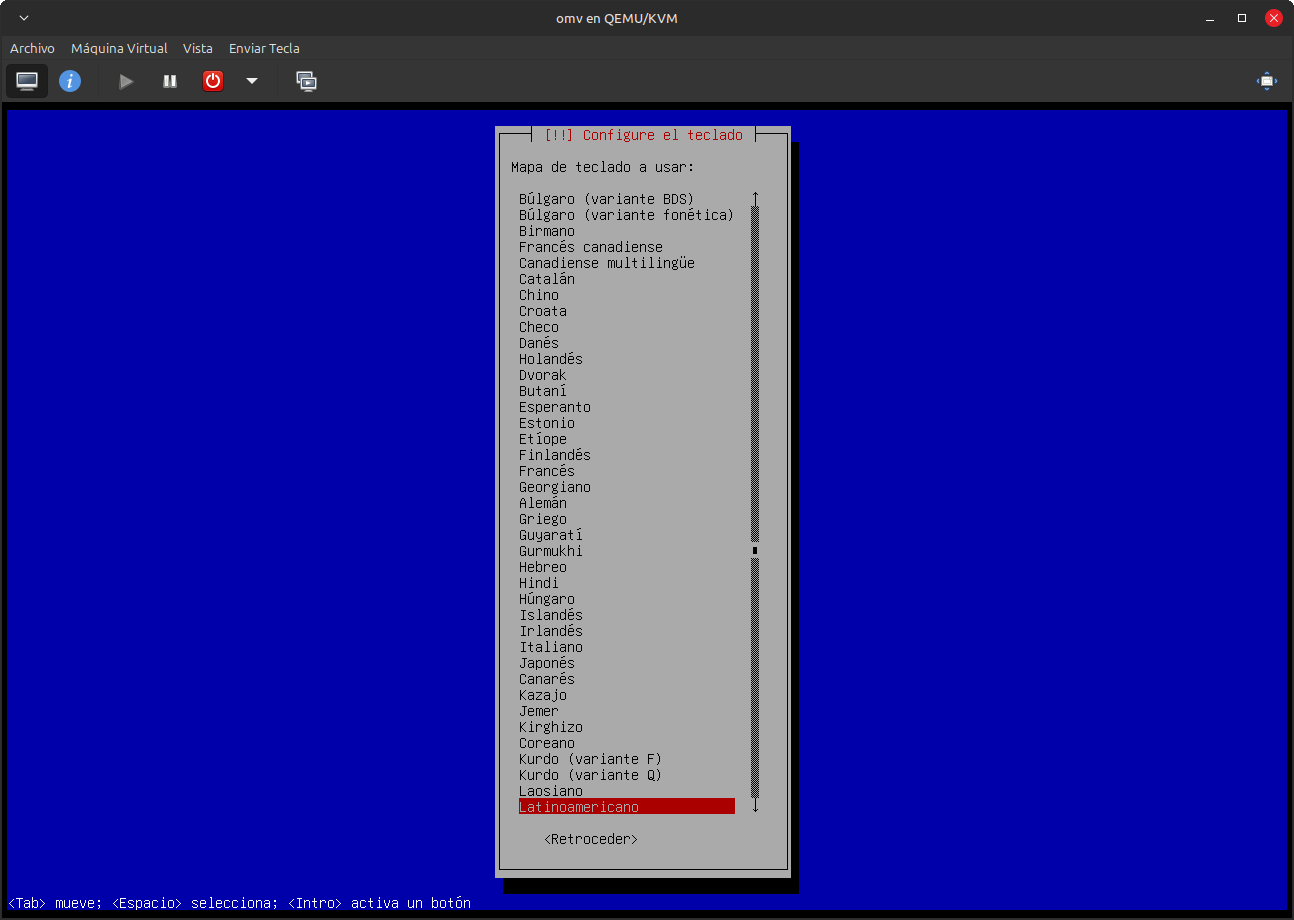 omv en QEMU/KVM
Archivo Máquina Virtual Vista Enviar Tecla
[!!] Configure el teclado
Mapa de teclado a usar:
Búlgaro (variante BDS)
Búlgaro (variante fonética)
Birmano
Francés canadiense
Canadiense multilingüe
Catalán
Chino
Croata
Checo
Danés
Holandés
Dvorak
Butaní
Esperanto
Estonio
Etíope
Finlandés
Francés
Georgiano
Alemán
Griego
Guyaratí
Gurmukhi
Hebreo
Hindi
Húngaro
Islandés
Irlandés
Italiano
Japonés
Canarés
Kazajo
Jemer
Kirghizo
Coreano
Kurdo (variante F)
Kurdo (variante Q)
Laosiano
Latinoamericano
<Retroceder>
<Tab> mueve; <Espacio> selecciona; <Intro> activa un botón